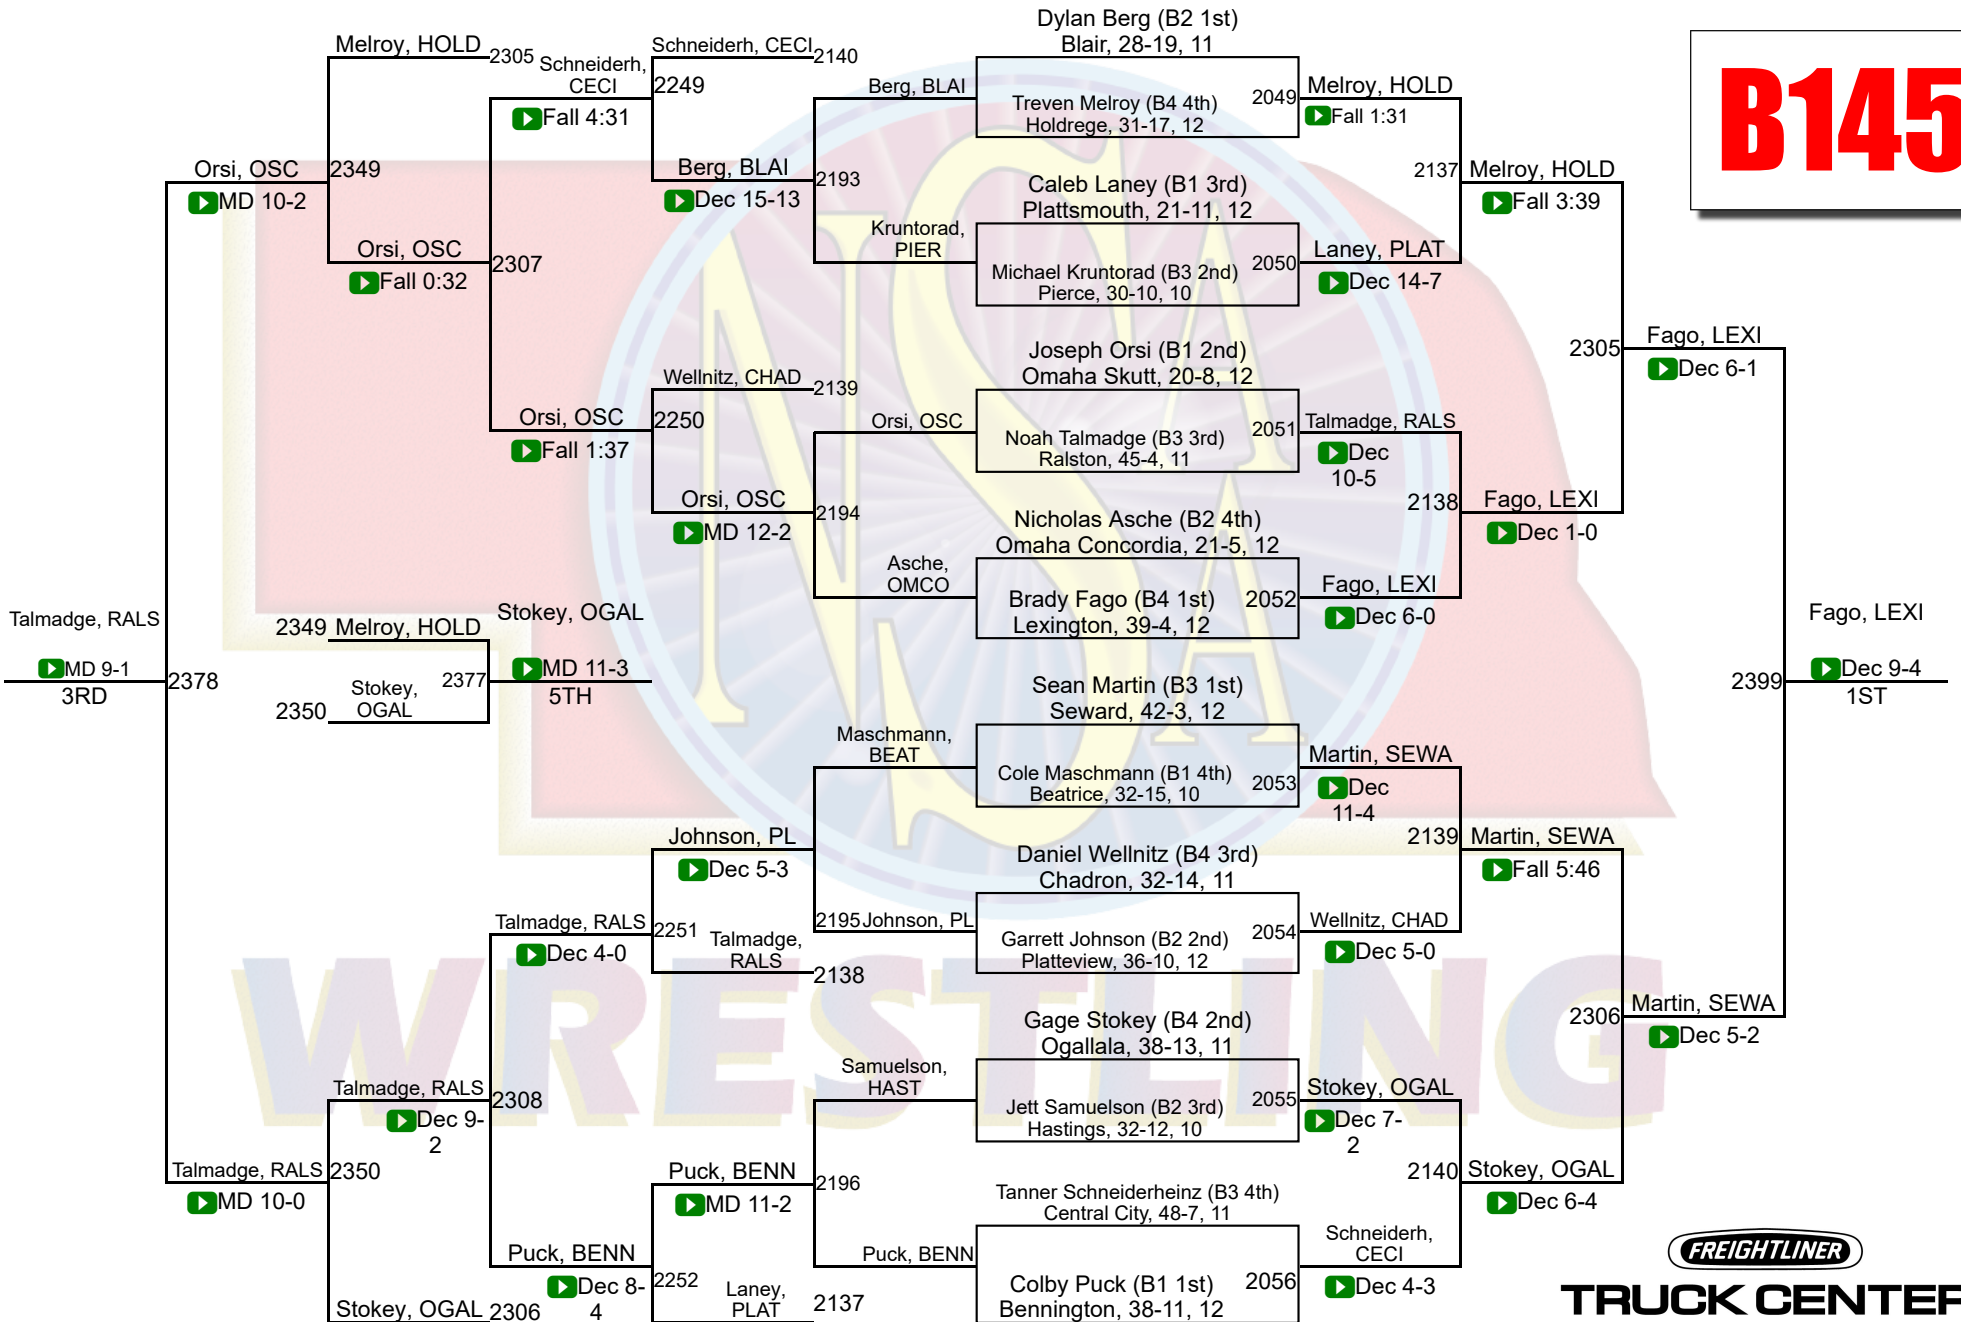 Dylan Berg (B2 1st)
Blair, 28-19, 11
Melroy, HOLD
2305
Schneiderh,
CECI
Fall 4:31
Schneiderh, CECI
2140
2249
Berg, BLAI
Treven Melroy (B4 4th)
Holdrege, 31-17, 12
2049
Melroy, HOLD
Fall 1:31
B145
Orsi, OSC
2349
MD 10-2
Berg, BLAI
2193
Dec 15-13
Caleb Laney (B1 3rd)
Plattsmouth, 21-11, 12
2137
Melroy, HOLD
Fall 3:39
Orsi, OSC
2307
Fall 0:32
Kruntorad,
PIER
Michael Kruntorad (B3 2nd)
Pierce, 30-10, 10
2050
Laney, PLAT
Dec 14-7
2305
Fago, LEXI
Dec 6-1
Joseph Orsi (B1 2nd)
Omaha Skutt, 20-8, 12
Wellnitz, CHAD
2139
Orsi, OSC
2250
Fall 1:37
Orsi, OSC
Noah Talmadge (B3 3rd)
Ralston, 45-4, 11
2051
Talmadge, RALS
Dec
10-5
Orsi, OSC
2194
MD 12-2
Nicholas Asche (B2 4th)
Omaha Concordia, 21-5, 12
2138
Fago, LEXI
Dec 1-0
Asche,
OMCO
Brady Fago (B4 1st)
Lexington, 39-4, 12
2052
Fago, LEXI
Dec 6-0
Talmadge, RALS
MD 9-1
3RD
2378
2349
Melroy, HOLD
Stokey, OGAL
2350
Stokey,
OGAL
2377
MD 11-3
5TH
NSAA
Fago, LEXI
2399
Dec 9-4
1ST
Sean Martin (B3 1st)
Seward, 42-3, 12
Maschmann,
BEAT
Cole Maschmann (B1 4th)
Beatrice, 32-15, 10
2053
Martin, SEWA
Dec
11-4
Johnson, PL
Dec 5-3
Daniel Wellnitz (B4 3rd)
Chadron, 32-14, 11
2139
Martin, SEWA
Fall 5:46
Talmadge, RALS
Dec 4-0
2251
2195
Johnson, PL
Garrett Johnson (B2 2nd)
Platteview, 36-10, 12
2054
Wellnitz, CHAD
Dec 5-0
Talmadge,
RALS
2138
WRESTLING
Gage Stokey (B4 2nd)
Ogallala, 38-13, 11
2306
Martin, SEWA
Dec 5-2
Talmadge, RALS
Dec 9-
2
2308
Samuelson,
HAST
Jett Samuelson (B2 3rd)
Hastings, 32-12, 10
2055
Stokey, OGAL
Dec 7-
2
Talmadge, RALS
2350
MD 10-0
Puck, BENN
2196
MD 11-2
Tanner Schneiderheinz (B3 4th)
Central City, 48-7, 11
2140
Stokey, OGAL
Dec 6-4
Puck, BENN
Dec 8-
4
2252
Puck, BENN
Colby Puck (B1 1st)
Bennington, 38-11, 12
2056
Schneiderh,
CECI
Dec 4-3
Stokey, OGAL
2306
Laney,
PLAT
2137
FREIGHTLINER
TRUCK CENTER